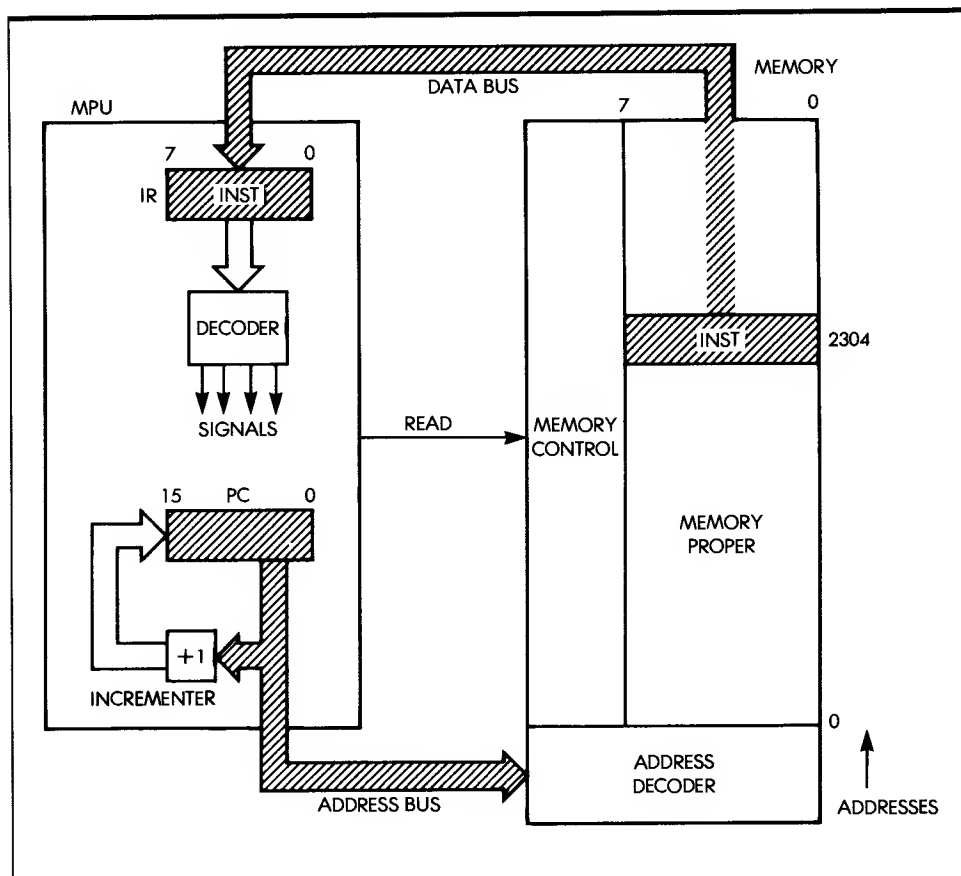 MEMORY
DATA BUS
MPU
7 0
7 0
IR INST
DECODER
INST 2304
SIGNALS
READ
MEMORY
CONTROL
15 PC 0
MEMORY
PROPER
+1
INCREMENTER
0
ADDRESS
DECODER
ADDRESS BUS
ADDRESSES